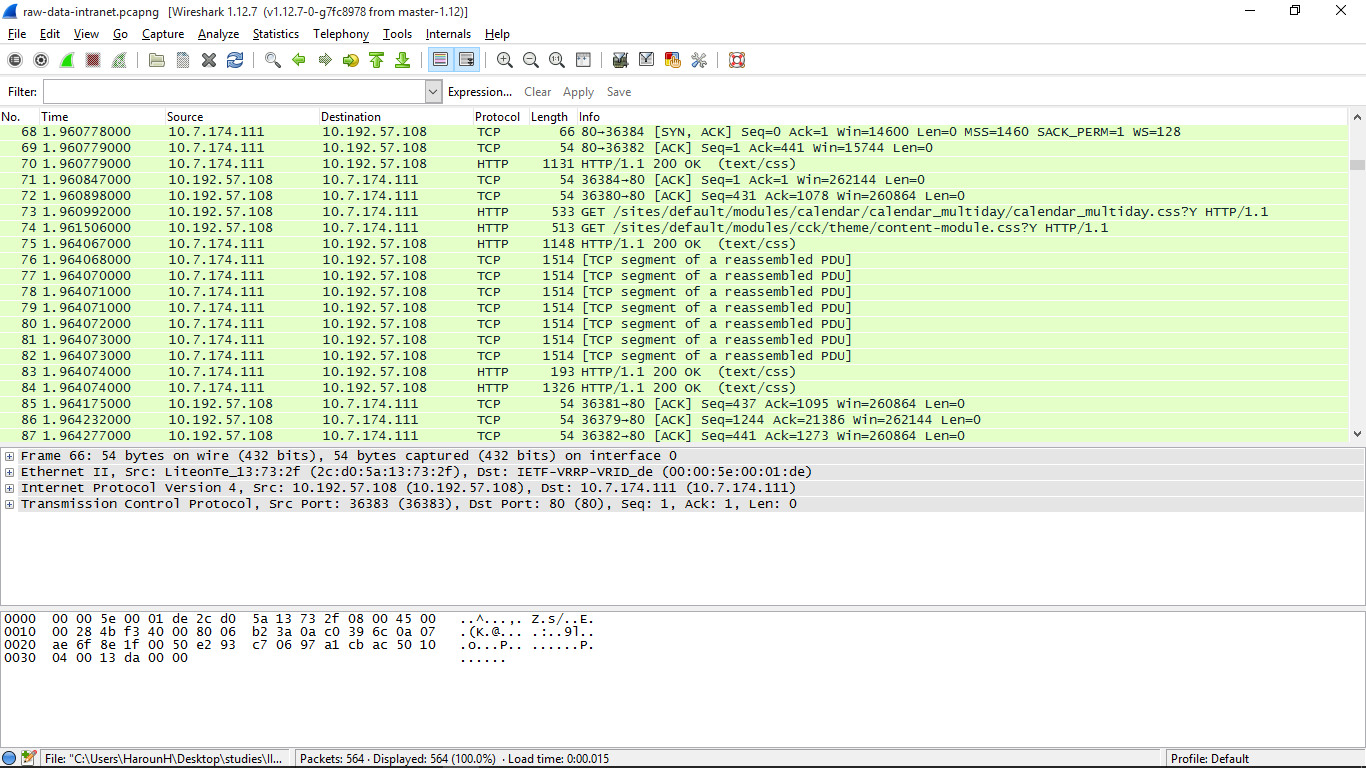 raw-data-intranet.pcapng [Wireshark 1.12.7 (v1.12.7-0-g7fc8978 from master-1.12)]
File Edit View Go Capture Analyze Statistics Telephony Tools Internals Help
Filter: Expression... Clear Apply Save
No. Time Source Destination Protocol Length Info
68 1.960778000 10.7.174.111 10.192.57.108 TCP 66 80→36384 [SYN, ACK] Seq=0 Ack=1 Win=14600 Len=0 MSS=1460 SACK_PERM=1 WS=128
69 1.960779000 10.7.174.111 10.192.57.108 TCP 54 80→36382 [ACK] Seq=1 Ack=441 Win=15744 Len=0
70 1.960779000 10.7.174.111 10.192.57.108 HTTP 1131 HTTP/1.1 200 OK (text/css)
71 1.960847000 10.192.57.108 10.7.174.111 TCP 54 36384→80 [ACK] Seq=1 Ack=1 Win=262144 Len=0
72 1.960898000 10.192.57.108 10.7.174.111 TCP 54 36380→80 [ACK] Seq=431 Ack=1078 Win=260864 Len=0
73 1.960992000 10.192.57.108 10.7.174.111 HTTP 533 GET /sites/default/modules/calendar/calendar_multiday/calendar_multiday.css?Y HTTP/1.1
74 1.961506000 10.192.57.108 10.7.174.111 HTTP 513 GET /sites/default/modules/cck/theme/content-module.css?Y HTTP/1.1
75 1.964067000 10.7.174.111 10.192.57.108 HTTP 1148 HTTP/1.1 200 OK (text/css)
76 1.964068000 10.7.174.111 10.192.57.108 TCP 1514 [TCP segment of a reassembled PDU]
77 1.964070000 10.7.174.111 10.192.57.108 TCP 1514 [TCP segment of a reassembled PDU]
78 1.964071000 10.7.174.111 10.192.57.108 TCP 1514 [TCP segment of a reassembled PDU]
79 1.964071000 10.7.174.111 10.192.57.108 TCP 1514 [TCP segment of a reassembled PDU]
80 1.964072000 10.7.174.111 10.192.57.108 TCP 1514 [TCP segment of a reassembled PDU]
81 1.964073000 10.7.174.111 10.192.57.108 TCP 1514 [TCP segment of a reassembled PDU]
82 1.964073000 10.7.174.111 10.192.57.108 TCP 1514 [TCP segment of a reassembled PDU]
83 1.964074000 10.7.174.111 10.192.57.108 HTTP 193 HTTP/1.1 200 OK (text/css)
84 1.964074000 10.7.174.111 10.192.57.108 HTTP 1326 HTTP/1.1 200 OK (text/css)
85 1.964175000 10.192.57.108 10.7.174.111 TCP 54 36381→80 [ACK] Seq=437 Ack=1095 Win=260864 Len=0
86 1.964232000 10.192.57.108 10.7.174.111 TCP 54 36379→80 [ACK] Seq=1244 Ack=21386 Win=262144 Len=0
87 1.964277000 10.192.57.108 10.7.174.111 TCP 54 36382→80 [ACK] Seq=441 Ack=1273 Win=260864 Len=0
Frame 66: 54 bytes on wire (432 bits), 54 bytes captured (432 bits) on interface 0
Ethernet II, Src: LiteonTe_13:73:2f (2c:d0:5a:13:73:2f), Dst: IETF-VRRP-VRID_de (00:00:5e:00:01:de)
Internet Protocol Version 4, Src: 10.192.57.108 (10.192.57.108), Dst: 10.7.174.111 (10.7.174.111)
Transmission Control Protocol, Src Port: 36383 (36383), Dst Port: 80 (80), Seq: 1, Ack: 1, Len: 0
0000 00 00 5e 00 01 de 2c d0 5a 13 73 2f 08 00 45 00 ..^...,. Z.s/..E.
0010 00 28 4b f3 40 00 80 06 b2 3a 0a c0 39 6c 0a 07 .(K.@... .:..9l..
0020 ae 6f 8e 1f 00 50 e2 93 c7 06 97 a1 cb ac 50 10 .o...P.. ......P.
0030 04 00 13 da 00 00 ......
File: "C:\Users\HarounH\Desktop\studies\II... Packets: 564 · Displayed: 564 (100.0%) · Load time: 0:00.015 Profile: Default